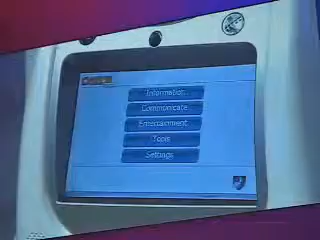 Information
Communicate
Entertainment
Tools
Settings